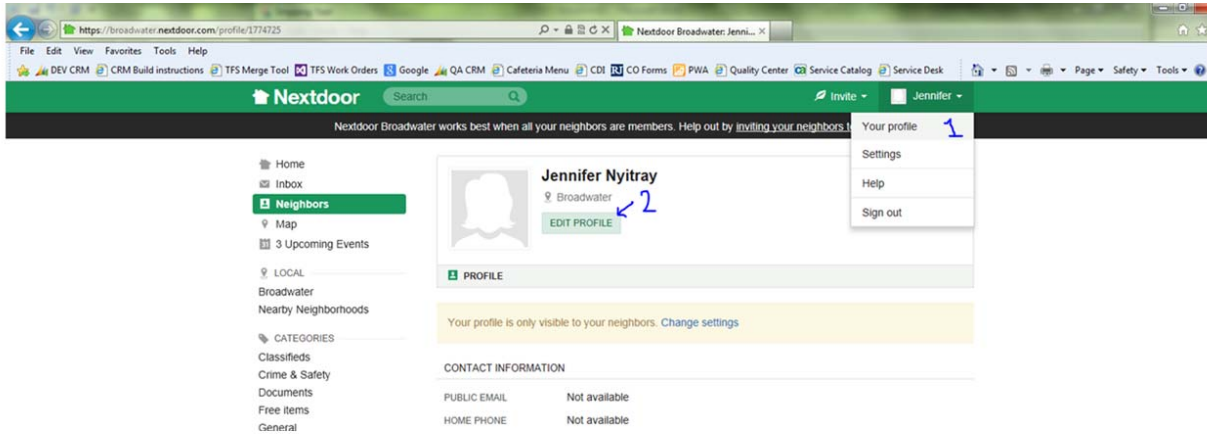 https://broadwater.nextdoor.com/profile/1774725
Nextdoor Broadwater: Jenni...
File Edit View Favorites Tools Help
DEV CRM CRM Build instructions TFS Merge Tool TFS Work Orders Google QA CRM Cafeteria Menu CDI CO Forms PWA Quality Center Service Catalog Service Desk Page Safety Tools
Nextdoor Search Invite Jennifer
Nextdoor Broadwater works best when all your neighbors are members. Help out by inviting your neighbors
Your profile 1
Settings
Help
Sign out
Home
Inbox
Neighbors
Map
3 Upcoming Events
LOCAL
Broadwater
Nearby Neighborhoods
CATEGORIES
Classifieds
Crime & Safety
Documents
Free items
General
Jennifer Nyitray
Broadwater
EDIT PROFILE 2
PROFILE
Your profile is only visible to your neighbors. Change settings
CONTACT INFORMATION
PUBLIC EMAIL Not available
HOME PHONE Not available